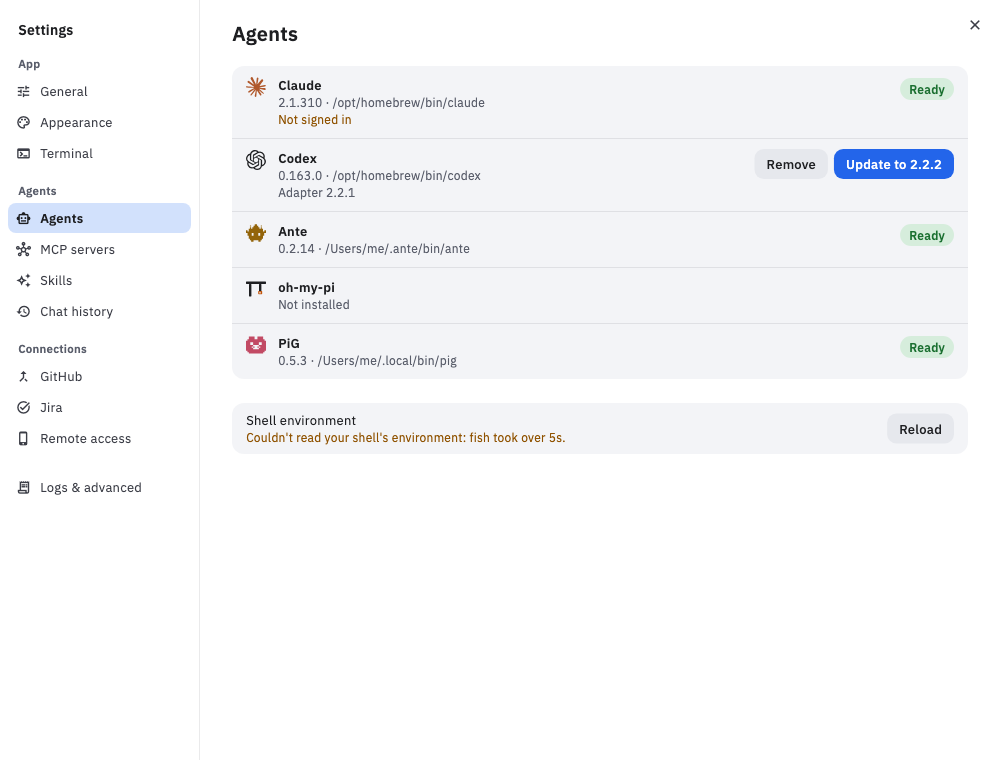 Settings
App
General
Appearance
Terminal
Agents
Agents
MCP servers
Skills
Chat history
Connections
GitHub
Jira
Remote access
Logs & advanced
Agents
Claude
2.1.310 · /opt/homebrew/bin/claude
Not signed in
Ready
Codex
0.163.0 · /opt/homebrew/bin/codex
Adapter 2.2.1
Remove
Update to 2.2.2
Ante
0.2.14 · /Users/me/.ante/bin/ante
Ready
oh-my-pi
Not installed
PiG
0.5.3 · /Users/me/.local/bin/pig
Ready
Shell environment
Couldn't read your shell's environment: fish took over 5s.
Reload